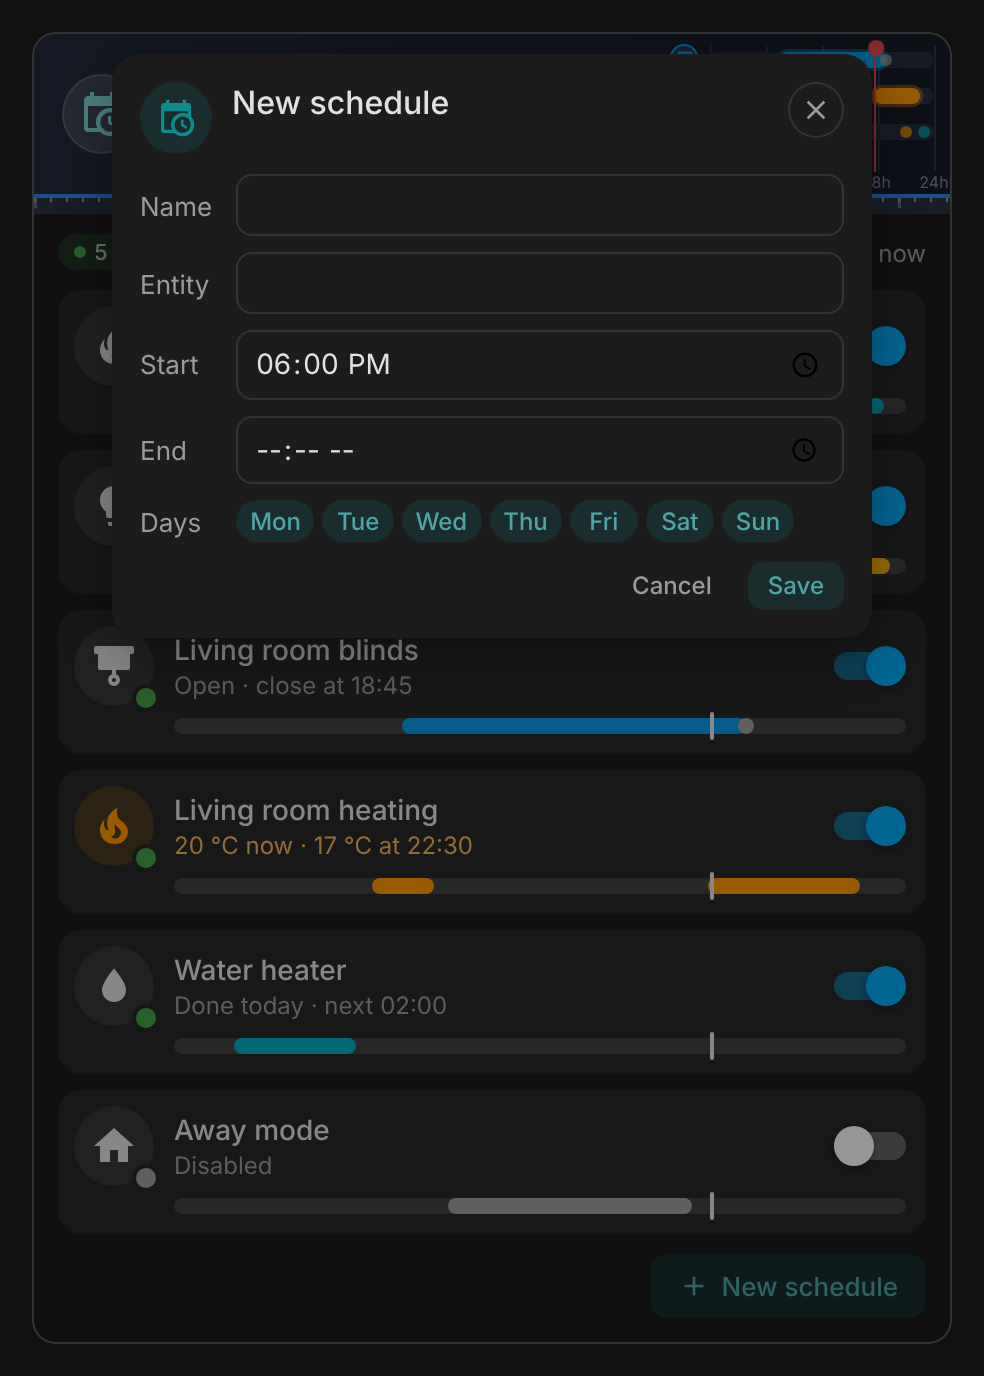 New schedule
8h 24h
5
now
Name
Entity
Start 06:00 PM
End --:-- --
Days Mon Tue Wed Thu Fri Sat Sun
Cancel Save
Living room blinds
Open · close at 18:45
Living room heating
20 °C now · 17 °C at 22:30
Water heater
Done today · next 02:00
Away mode
Disabled
+ New schedule